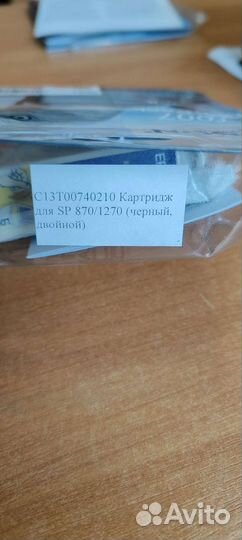 C13T00740210 Картридж
для SP 870/1270 (черный,
двойной)
Avito